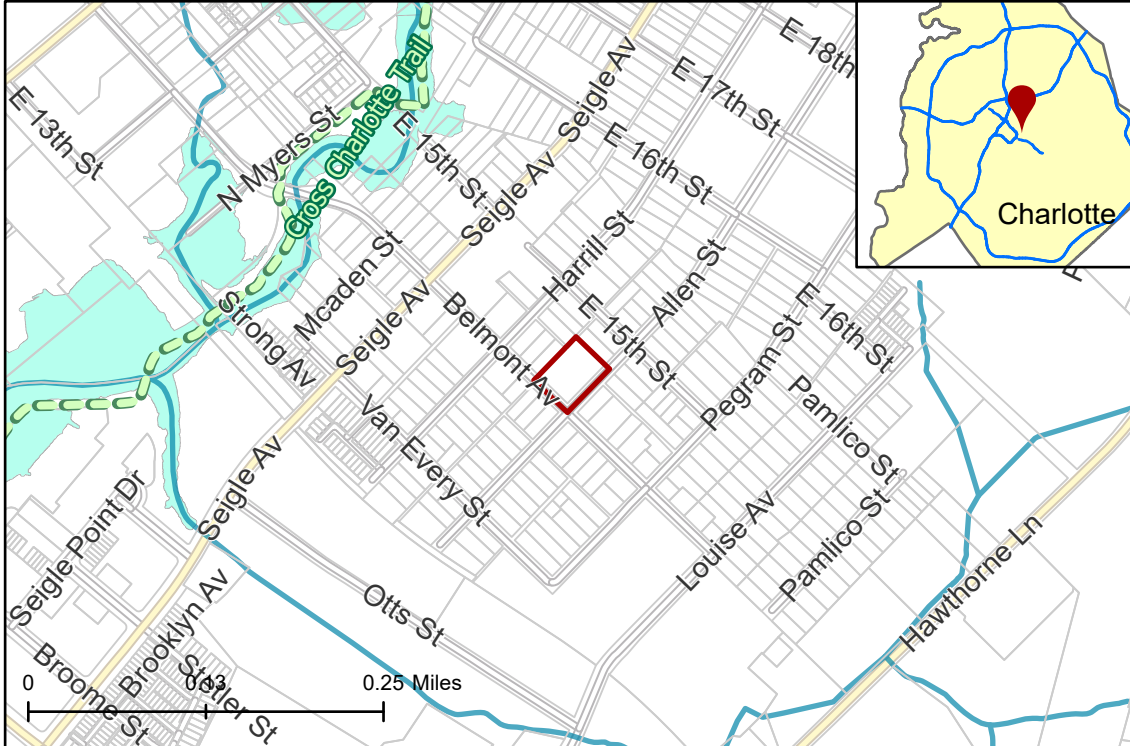 E 13th St
N Myers St
Cross Charlotte Trail
E 15th St
Seigle Av
Seigle Av
E 16th St
E 17th St
E 18th
Charlotte
Strong Av
Mcaden St
Seigle Av
Belmont Av
Harrill St
E 15th St
Allen St
Pegram St
E 16th St
Pamlico St
Van Every St
Seigle Av
Seigle Point Dr
Louise Av
Pamlico St
Hawthorne Ln
Otts St
Brooklyn Av
Broome St
Statler St
0
0.13
0.25 Miles